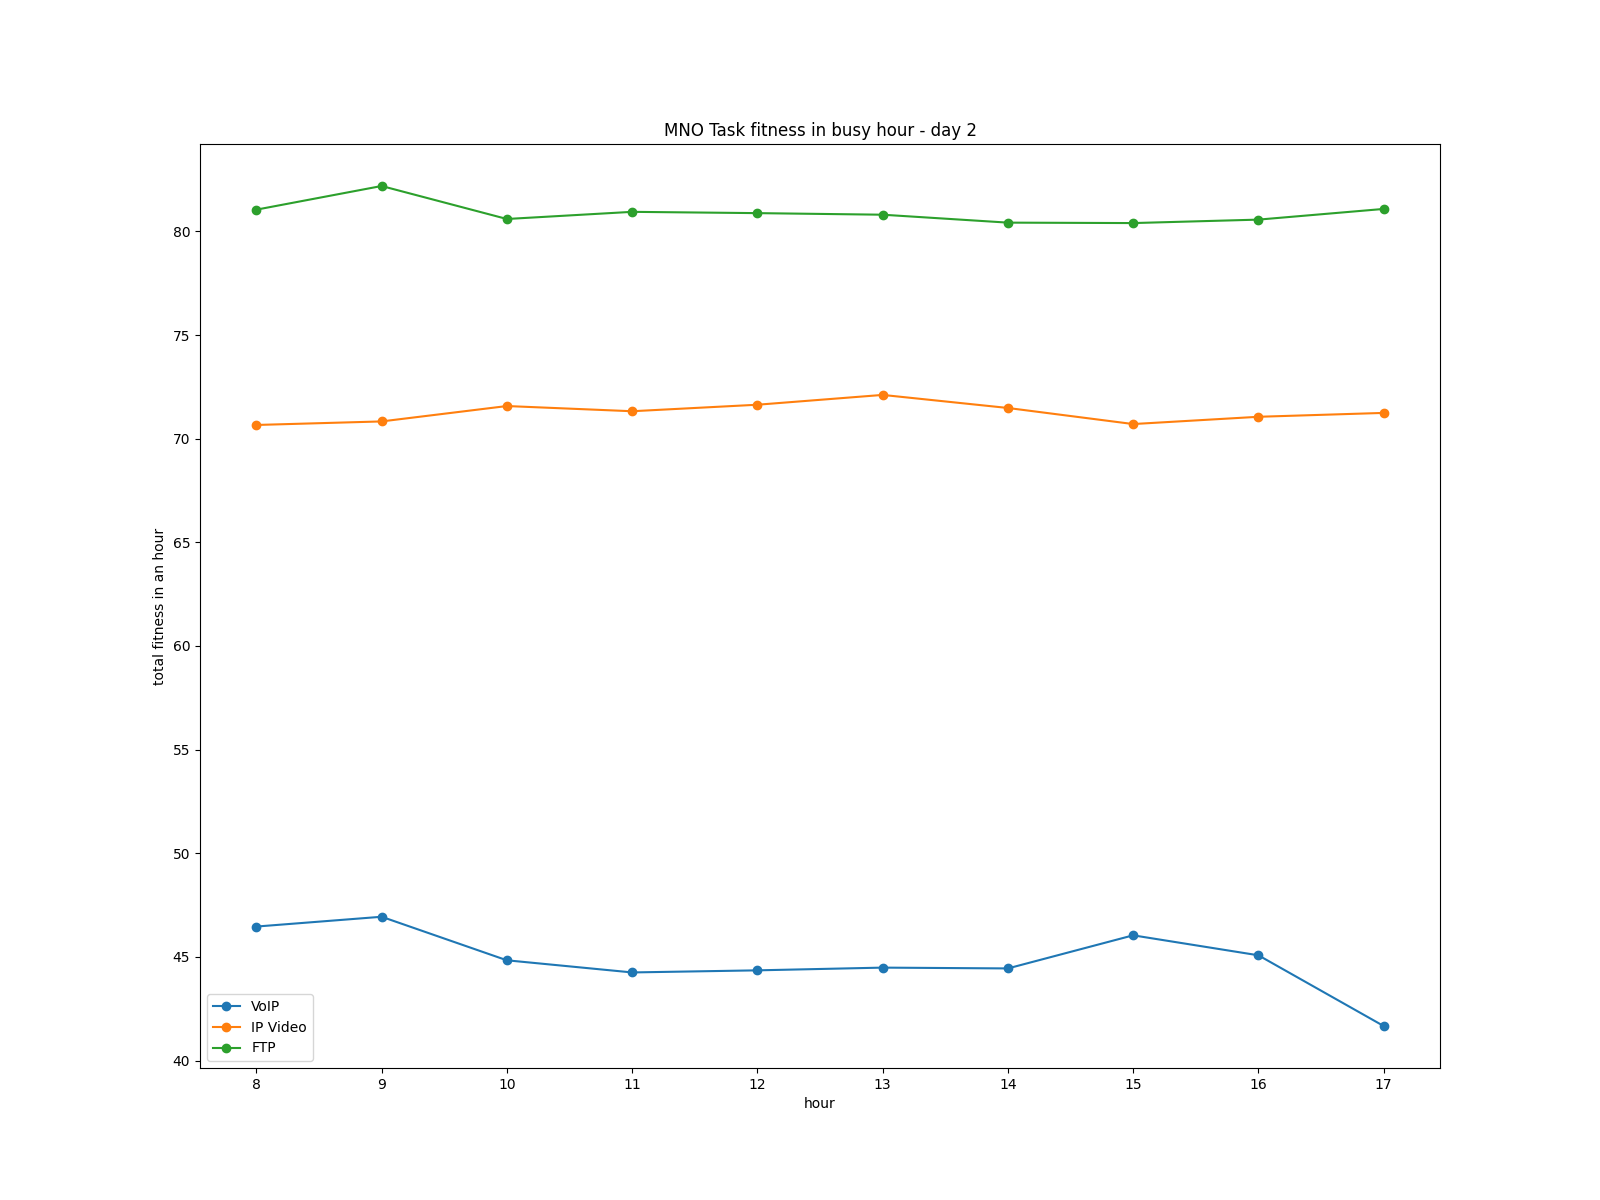 MNO Task fitness in busy hour - day 2
total fitness in an hour
80
75
70
65
60
55
50
45
40
VoIP
IP Video
FTP
8 9 10 11 12 13 14 15 16 17
hour